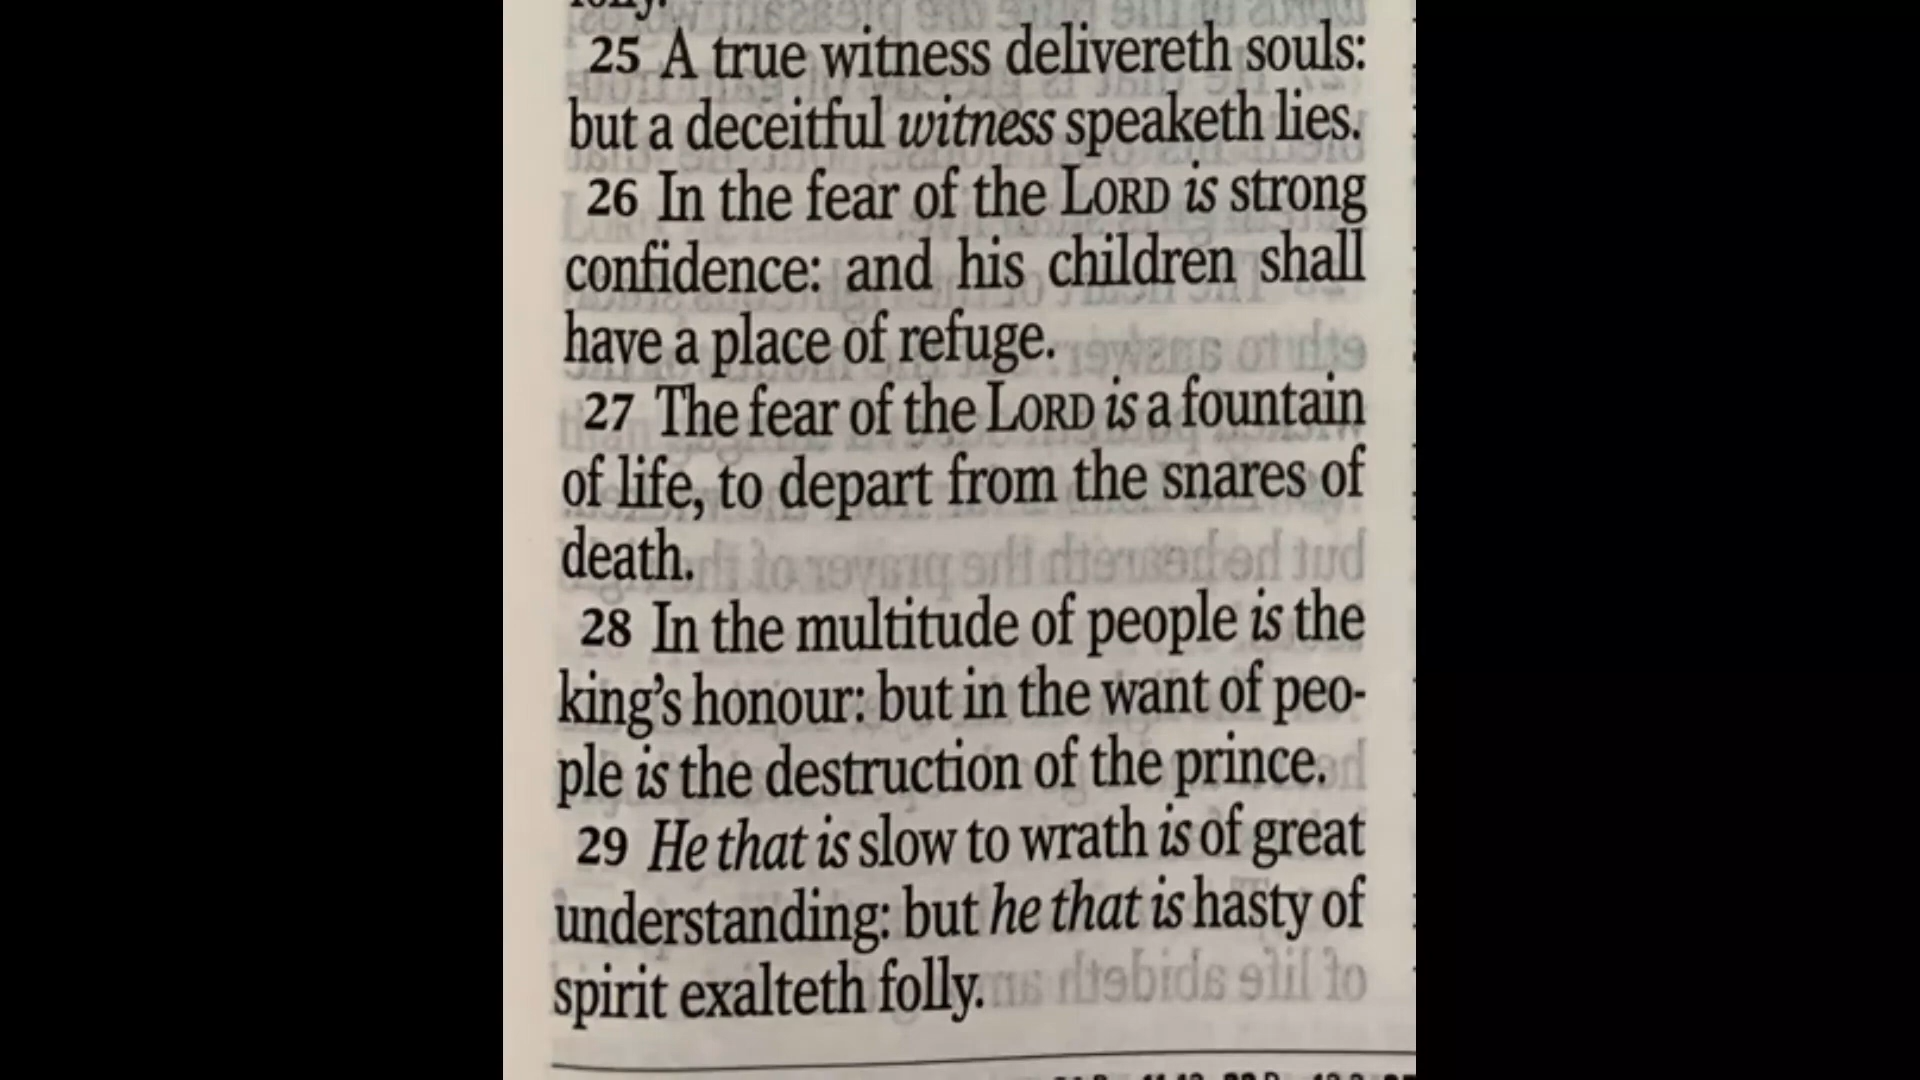 folly.
25 A true witness delivereth souls:
but a deceitful witness speaketh lies.
26 In the fear of the LORD is strong
confidence: and his children shall
have a place of refuge.
27 The fear of the LORD is a fountain
of life, to depart from the snares of
death.
28 In the multitude of people is the
king's honour: but in the want of peo-
ple is the destruction of the prince.
29 He that is slow to wrath is of great
understanding: but he that is hasty of
spirit exalteth folly.